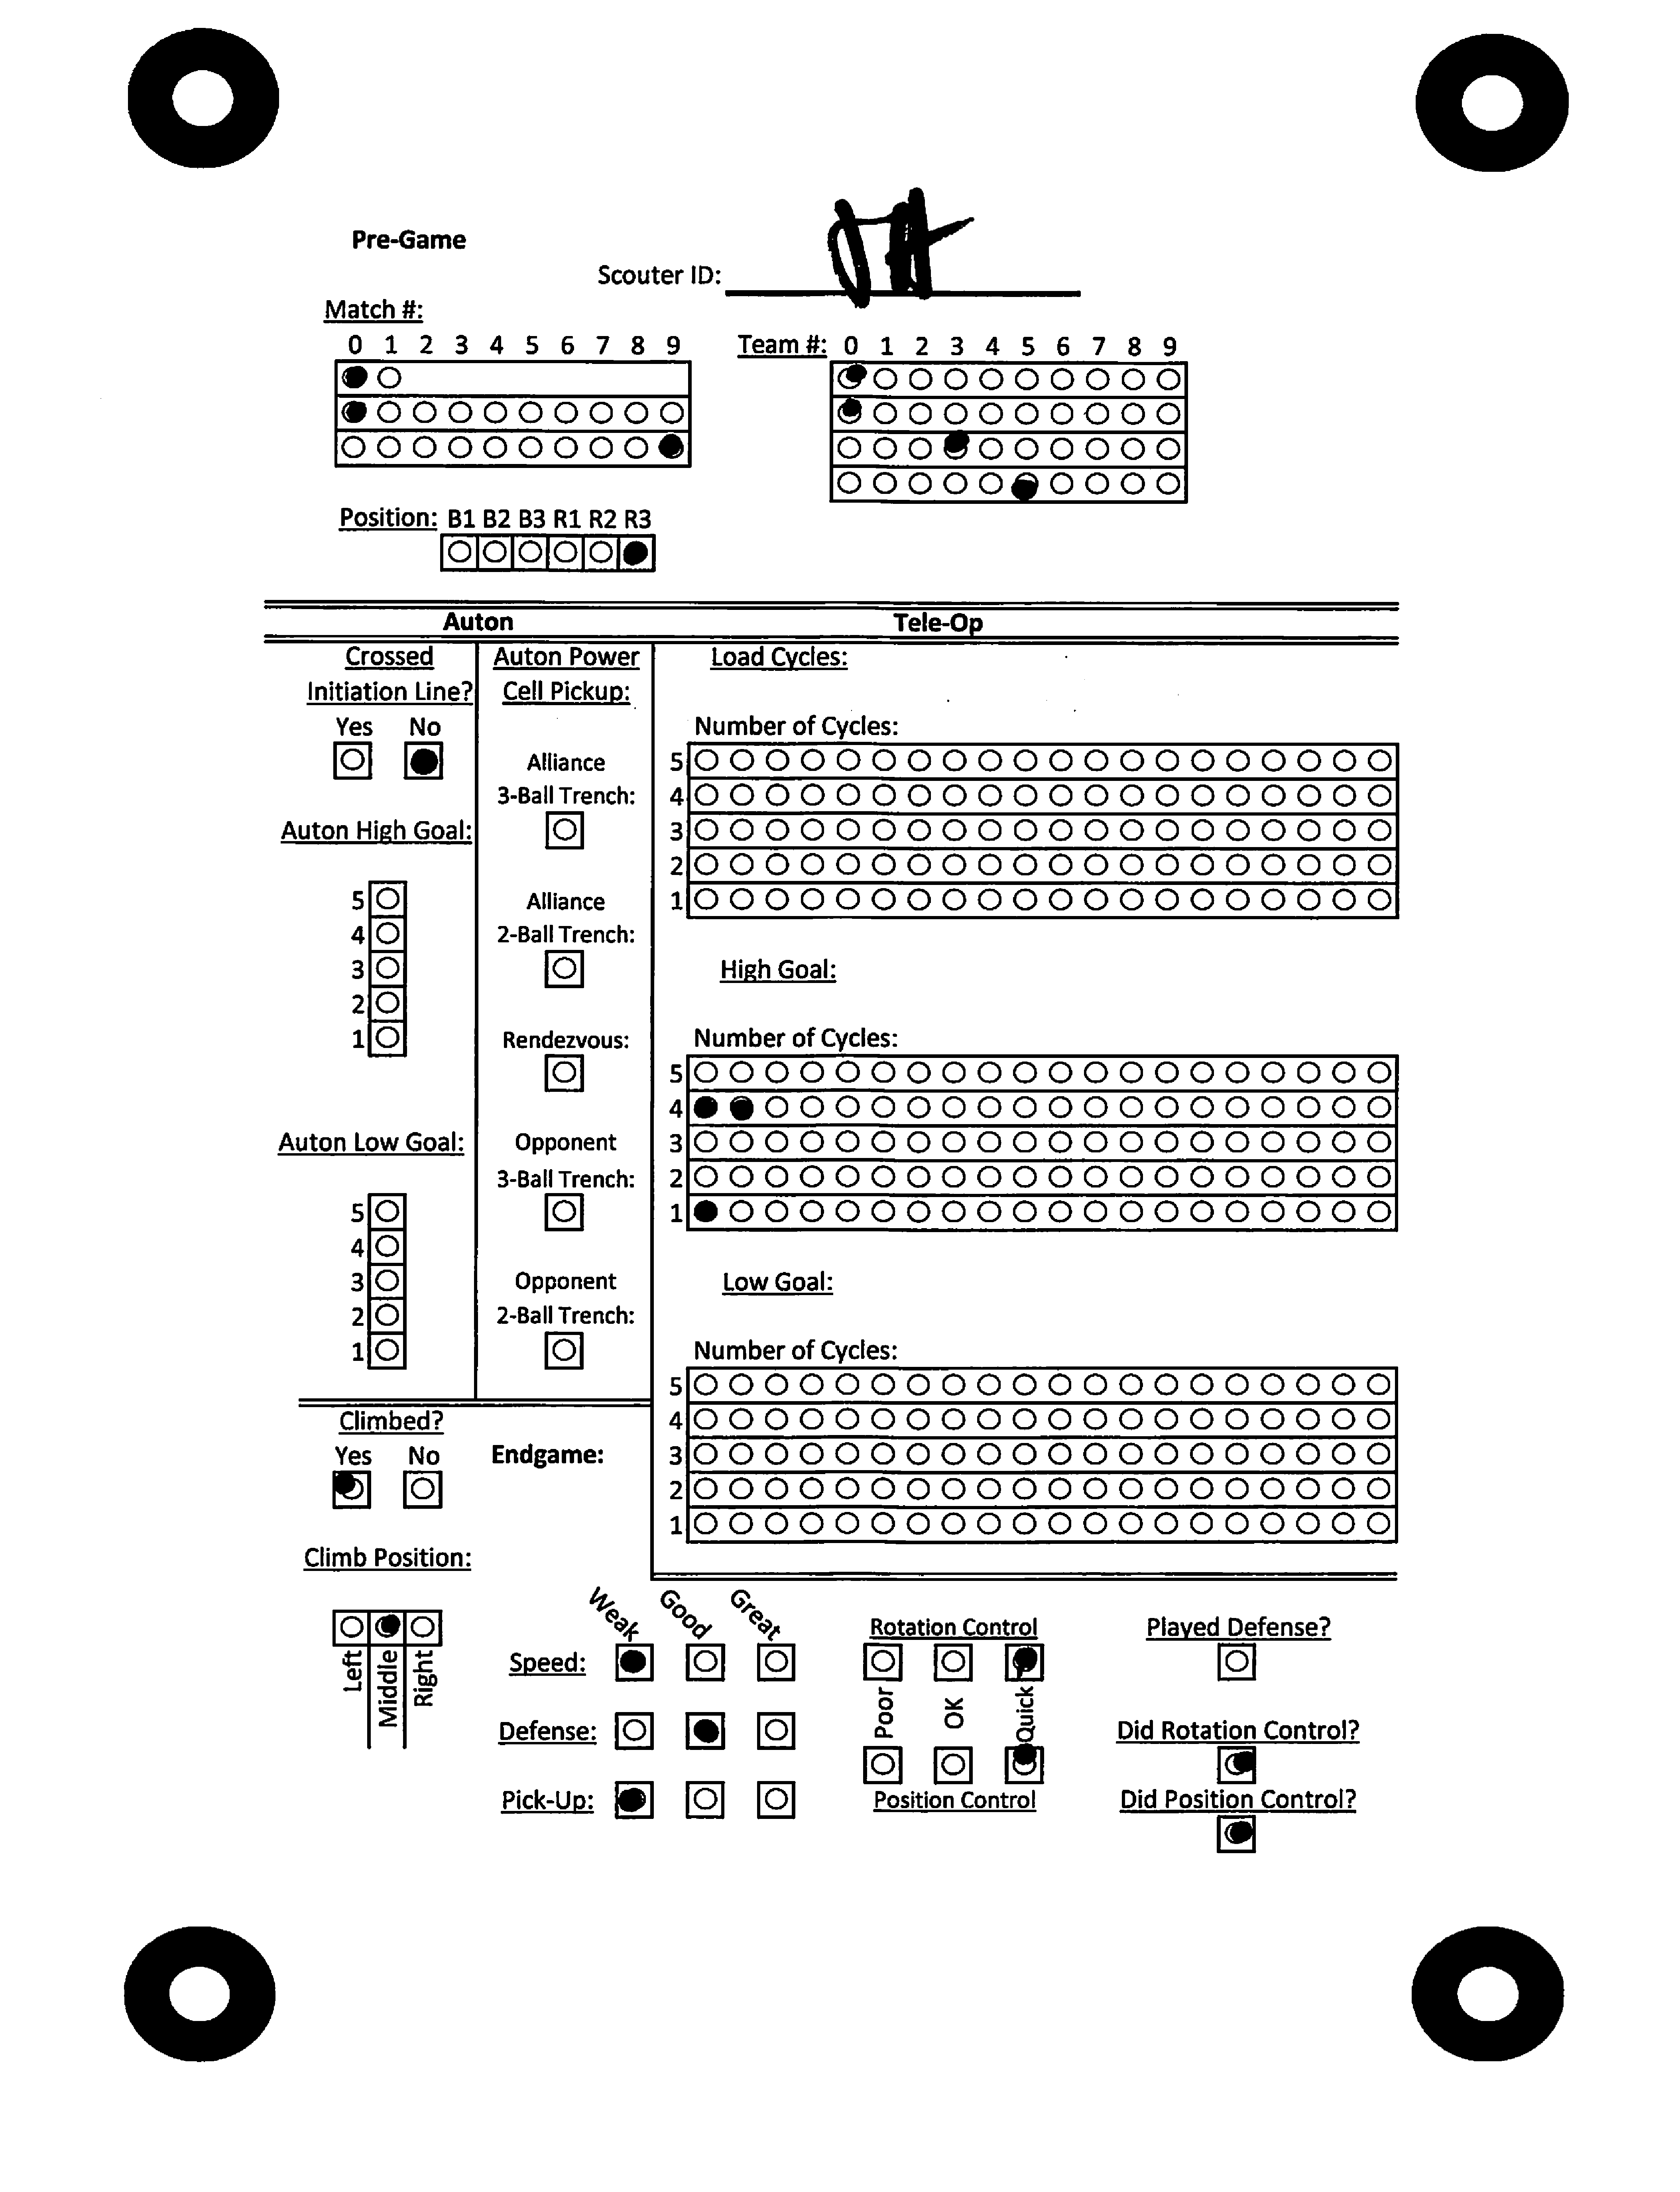 Pre-Game
Scouter ID:
Match #:
0 1 2 3 4 5 6 7 8 9
Team #: 0 1 2 3 4 5 6 7 8 9
Position: B1 B2 B3 R1 R2 R3
Auton
Tele-Op
Crossed
Initiation Line?
Yes No
Auton High Goal:
5
4
3
2
1
Auton Low Goal:
5
4
3
2
1
Auton Power
Cell Pickup:
Alliance
3-Ball Trench:
Alliance
2-Ball Trench:
Rendezvous:
Opponent
3-Ball Trench:
Opponent
2-Ball Trench:
Load Cycles:
Number of Cycles:
5
4
3
2
1
High Goal:
Number of Cycles:
5
4
3
2
1
Low Goal:
Number of Cycles:
5
4
3
2
1
Climbed?
Yes No
Endgame:
Climb Position:
Left
Middle
Right
Weak
Good
Great
Speed:
Defense:
Pick-Up:
Rotation Control
Poor
OK
Quick
Position Control
Played Defense?
Did Rotation Control?
Did Position Control?